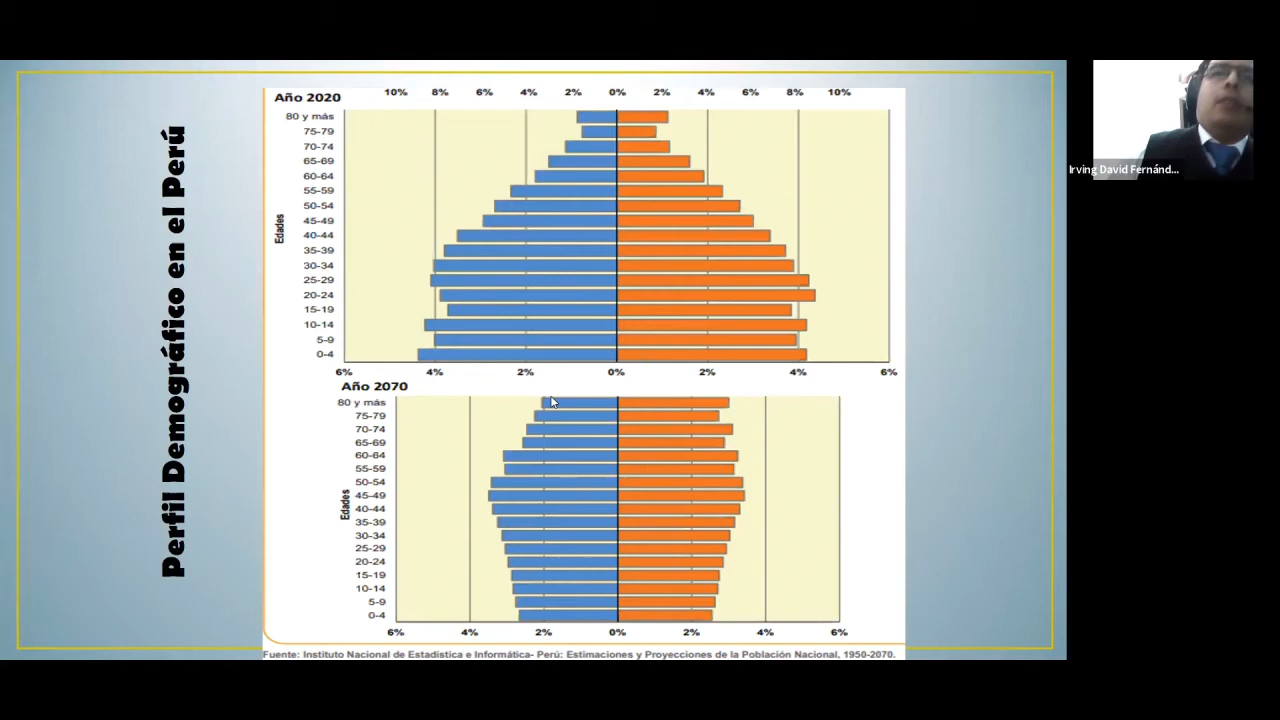 Perfil Demográfico en el Perú
Año 2020
10% 8% 6% 4% 2% 0% 2% 4% 6% 8% 10%
Edades
80 y más
75-79
70-74
65-69
60-64
55-59
50-54
45-49
40-44
35-39
30-34
25-29
20-24
15-19
10-14
5-9
0-4
6% 4% 2% 0% 2% 4% 6%
Año 2070
Edades
80 y más
75-79
70-74
65-69
60-64
55-59
50-54
45-49
40-44
35-39
30-34
25-29
20-24
15-19
10-14
5-9
0-4
6% 4% 2% 0% 2% 4% 6%
Fuente: Instituto Nacional de Estadística e Informática- Perú: Estimaciones y Proyecciones de la Población Nacional, 1950-2070.
Irving David Fernánd...